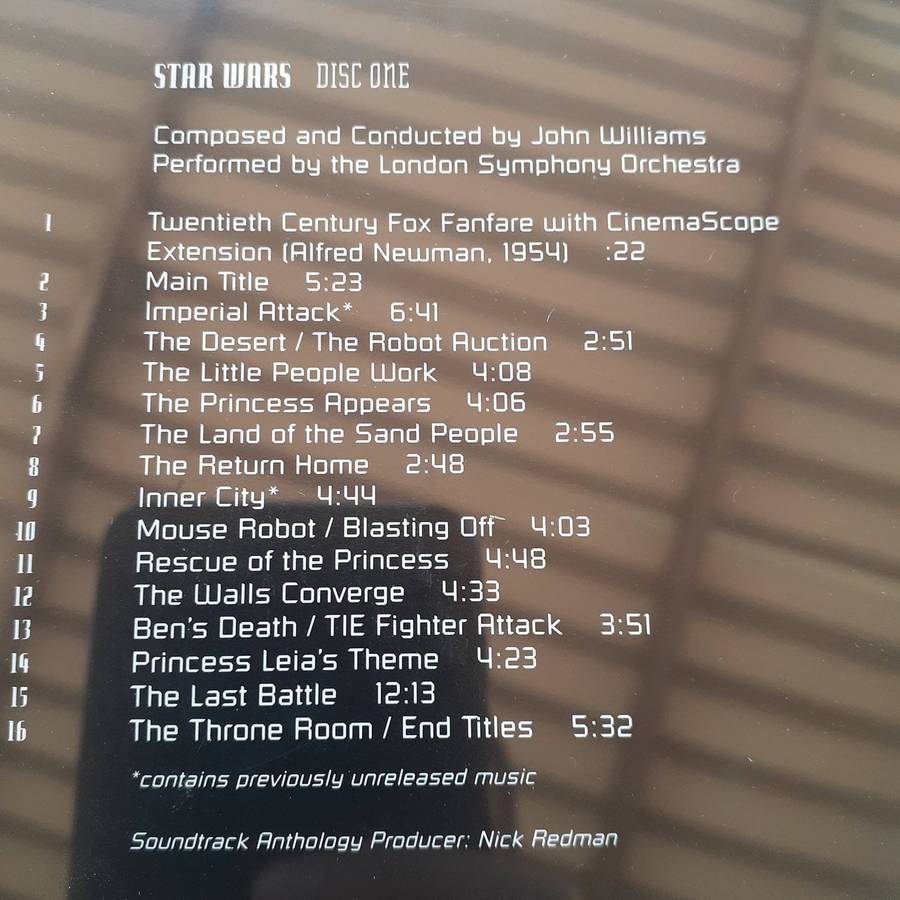 STAR WARS DISC ONE
Composed and Conducted by John Williams
Performed by the London Symphony Orchestra
1 Twentieth Century Fox Fanfare with CinemaScope
Extension (Alfred Newman, 1954) :22
2 Main Title 5:23
3 Imperial Attack* 6:41
4 The Desert / The Robot Auction 2:51
5 The Little People Work 4:08
6 The Princess Appears 4:06
7 The Land of the Sand People 2:55
8 The Return Home 2:48
9 Inner City* 4:44
10 Mouse Robot / Blasting Off 4:03
11 Rescue of the Princess 4:48
12 The Walls Converge 4:33
13 Ben's Death / TIE Fighter Attack 3:51
14 Princess Leia's Theme 4:23
15 The Last Battle 12:13
16 The Throne Room / End Titles 5:32
*contains previously unreleased music
Soundtrack Anthology Producer: Nick Redman